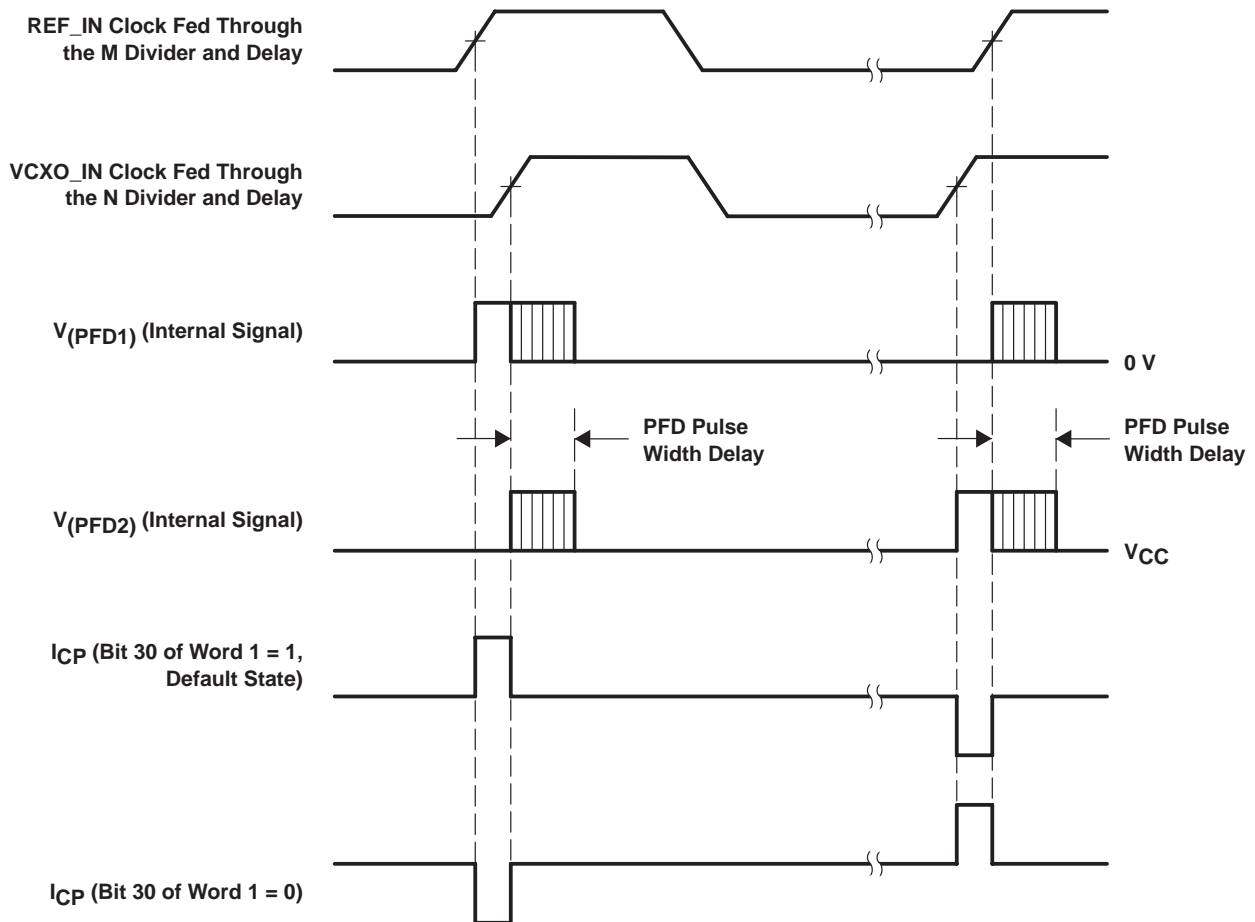 REF_IN Clock Fed Through
the M Divider and Delay
VCXO_IN Clock Fed Through
the N Divider and Delay
V(PFD1) (Internal Signal)
0 V
PFD Pulse
Width Delay
PFD Pulse
Width Delay
V(PFD2) (Internal Signal)
VCC
ICP (Bit 30 of Word 1 = 1,
Default State)
ICP (Bit 30 of Word 1 = 0)